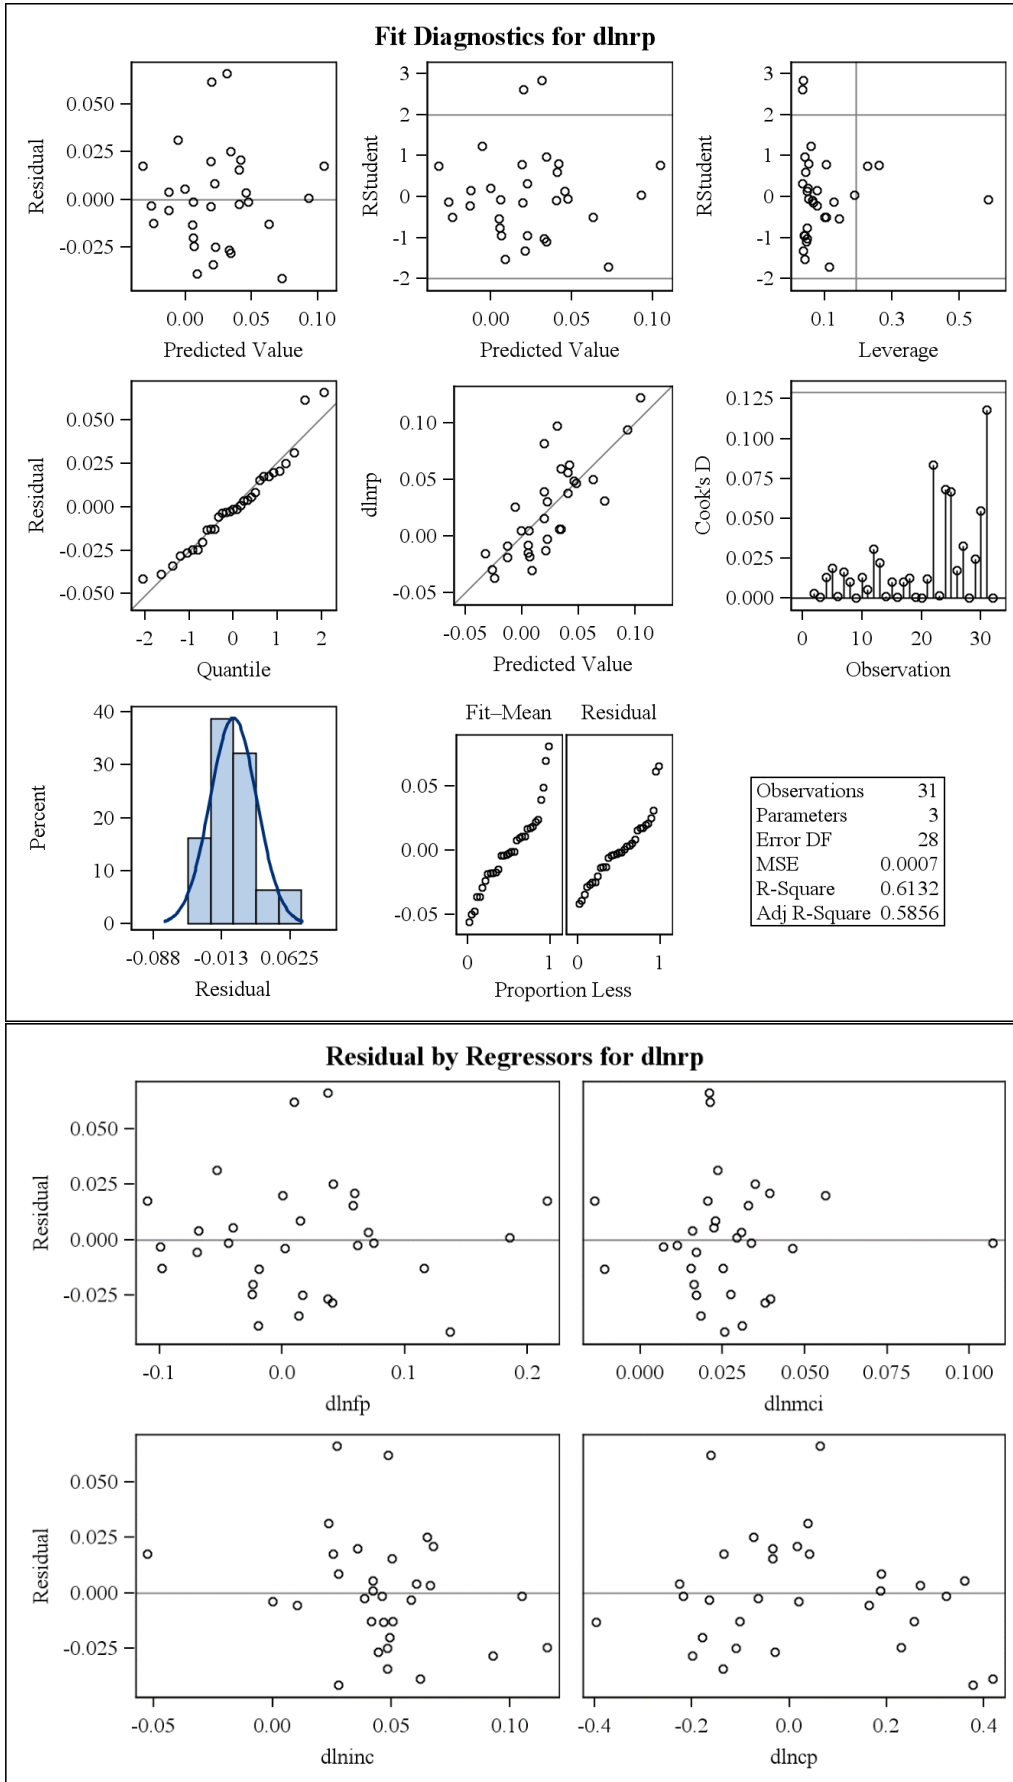 Fit Diagnostics for dlnrp
0.050
0.025
0.000
-0.025
Residual
0.00 0.05 0.10
Predicted Value
3
2
1
0
-1
-2
RStudent
0.00 0.05 0.10
Predicted Value
3
2
1
0
-1
-2
RStudent
0.1 0.3 0.5
Leverage
0.050
0.025
0.000
-0.025
-0.050
Residual
-2 -1 0 1 2
Quantile
0.10
0.05
0.00
-0.05
dlnrp
-0.05 0.00 0.05 0.10
Predicted Value
0.125
0.100
0.075
0.050
0.025
0.000
Cook's D
0 10 20 30
Observation
40
30
20
10
0
Percent
-0.088 -0.013 0.0625
Residual
Fit–Mean Residual
0.05
0.00
-0.05
0 1 0 1
Proportion Less
Observations 31
Parameters 3
Error DF 28
MSE 0.0007
R-Square 0.6132
Adj R-Square 0.5856
Residual by Regressors for dlnrp
0.050
0.025
0.000
-0.025
Residual
-0.1 0.0 0.1 0.2
dlnfp
0.000 0.025 0.050 0.075 0.100
dlnmci
0.050
0.025
0.000
-0.025
Residual
-0.05 0.00 0.05 0.10
dlninc
-0.4 -0.2 0.0 0.2 0.4
dlncp